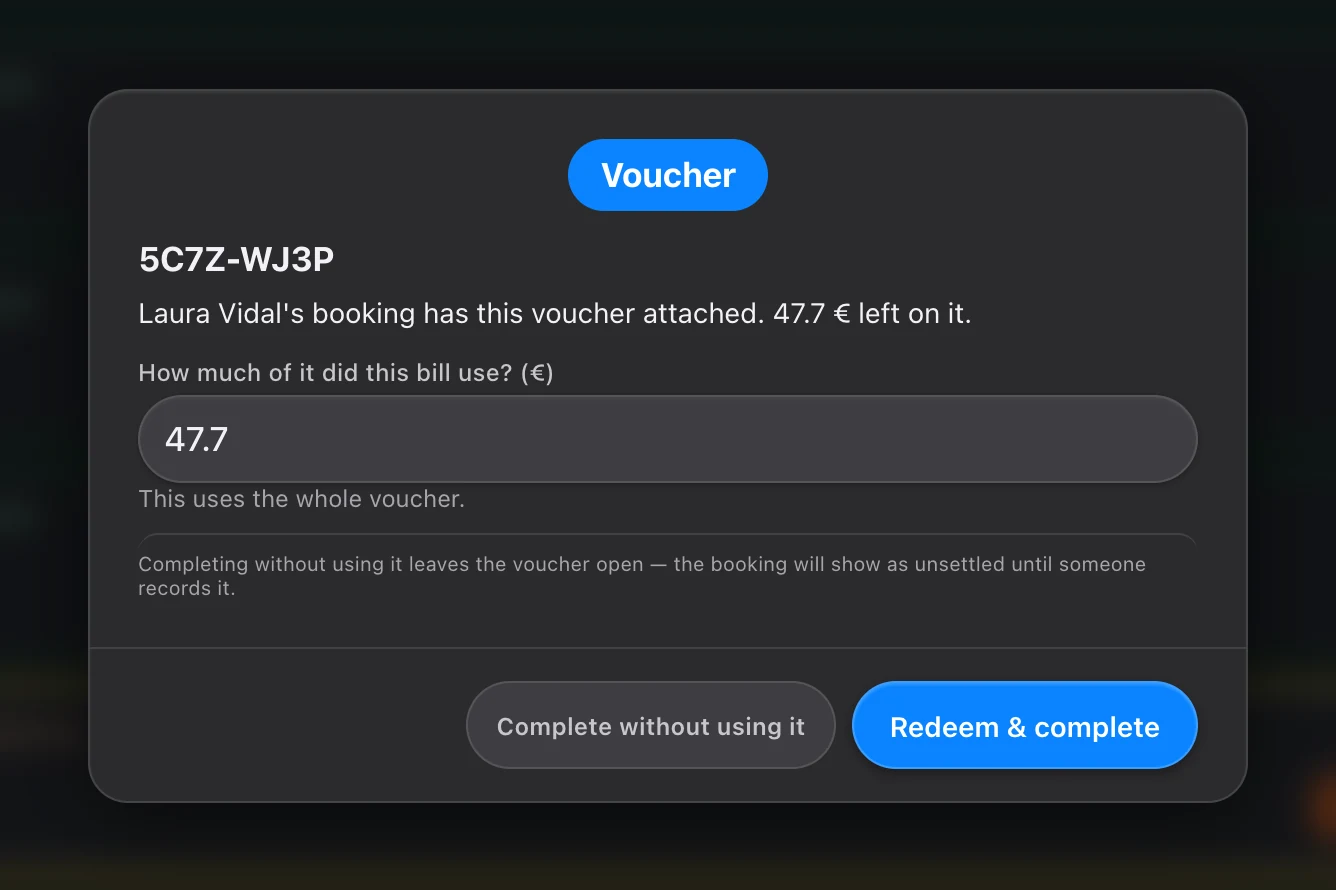 Voucher
5C7Z-WJ3P
Laura Vidal's booking has this voucher attached. 47.7 € left on it.
How much of it did this bill use? (€)
47.7
This uses the whole voucher.
Completing without using it leaves the voucher open — the booking will show as unsettled until someone
records it.
Complete without using it
Redeem & complete